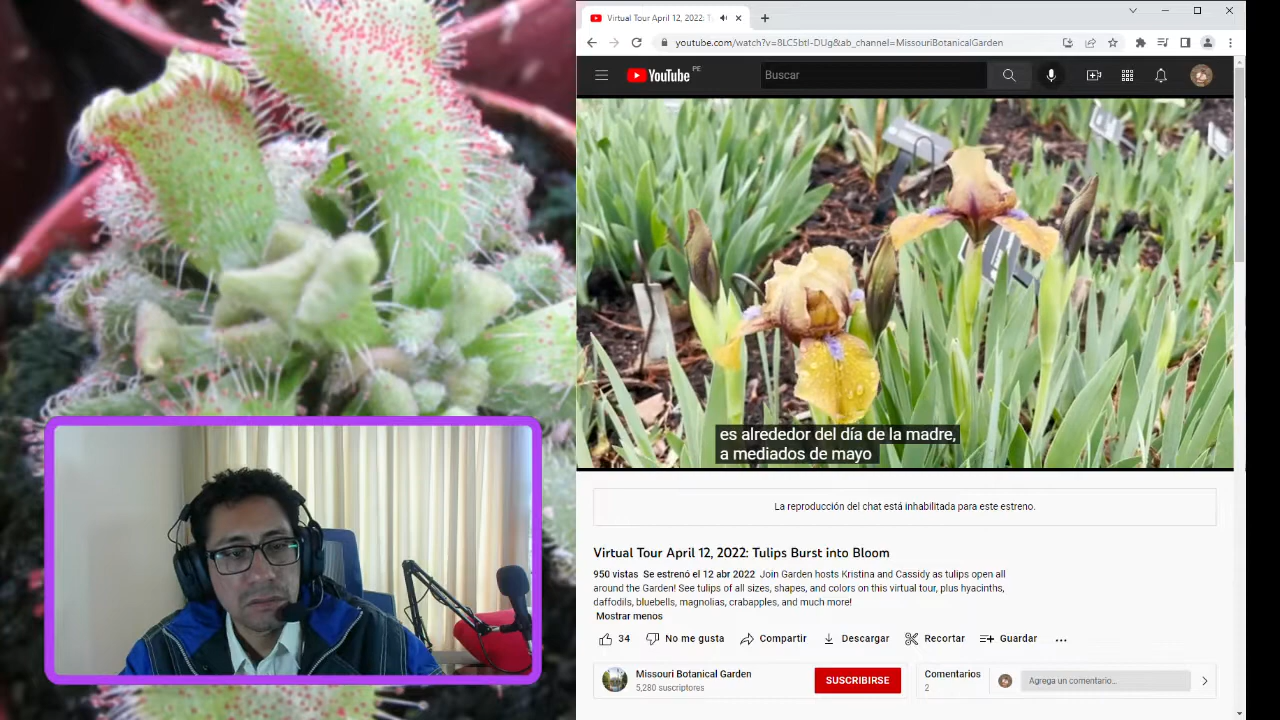 Virtual Tour April 12, 2022: T
youtube.com/watch?v=8LC5btI-DUg&ab_channel=MissouriBotanicalGarden
YouTube PE
Buscar
es alrededor del día de la madre,
a mediados de mayo
La reproducción del chat está inhabilitada para este estreno.
Virtual Tour April 12, 2022: Tulips Burst into Bloom
950 vistas Se estrenó el 12 abr 2022 Join Garden hosts Kristina and Cassidy as tulips open all
around the Garden! See tulips of all sizes, shapes, and colors on this virtual tour, plus hyacinths,
daffodils, bluebells, magnolias, crabapples, and much more!
Mostrar menos
34 No me gusta Compartir Descargar Recortar Guardar
Missouri Botanical Garden
5,280 suscriptores
SUSCRIBIRSE
Comentarios
2
Agrega un comentario...